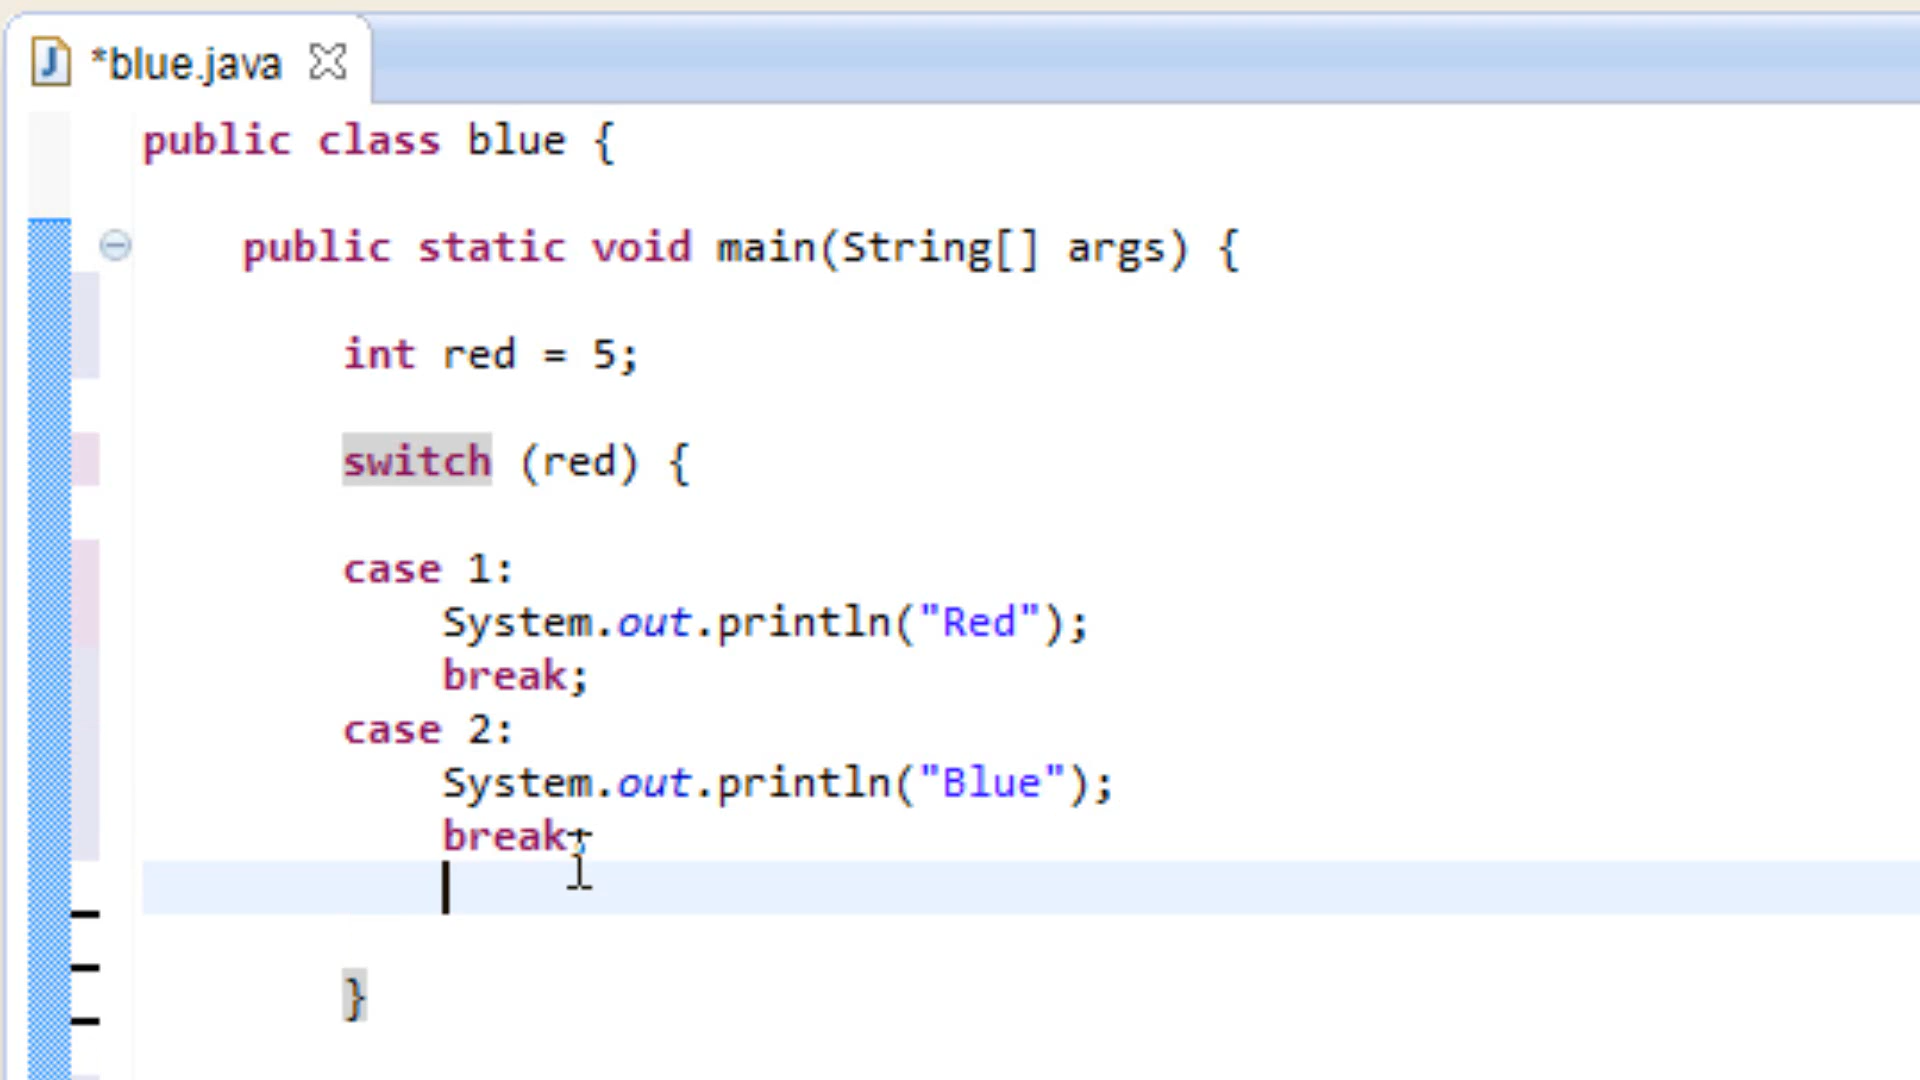 *blue.java
public class blue {
public static void main(String[] args) {
int red = 5;
switch (red) {
case 1:
System.out.println("Red");
break;
case 2:
System.out.println("Blue");
break;
}